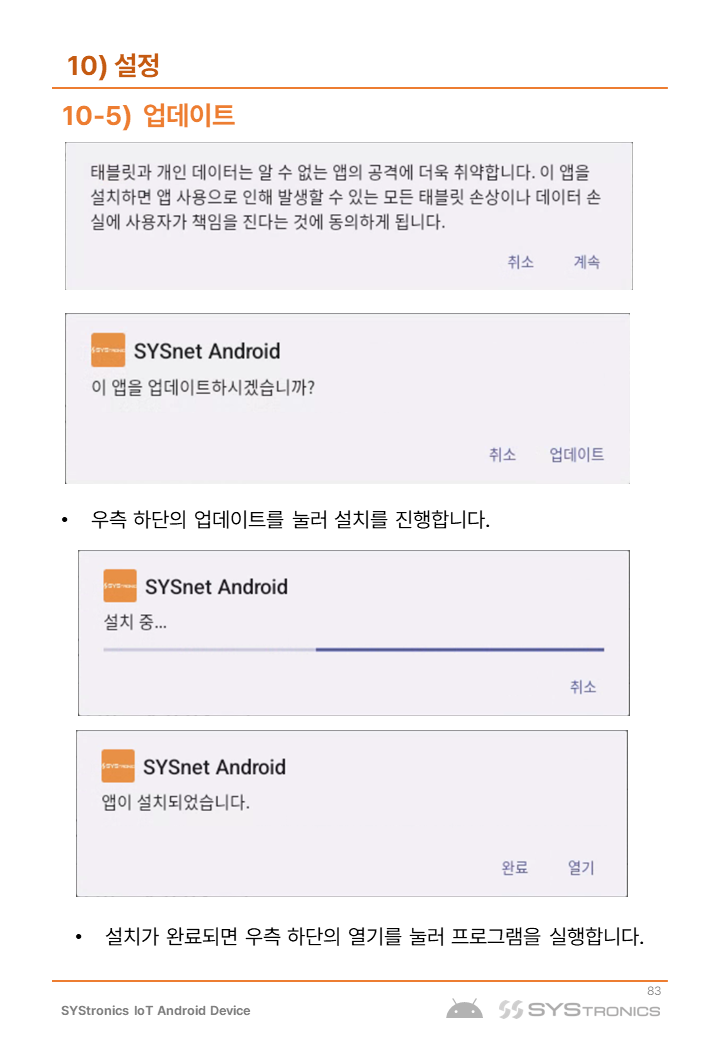 10) 설정
10-5) 업데이트
태블릿과 개인 데이터는 알 수 없는 앱의 공격에 더욱 취약합니다. 이 앱을
설치하면 앱 사용으로 인해 발생할 수 있는 모든 태블릿 손상이나 데이터 손
실에 사용자가 책임을 진다는 것에 동의하게 됩니다.
취소 계속
SYSTRONICS
SYSnet Android
이 앱을 업데이트하시겠습니까?
취소 업데이트
• 우측 하단의 업데이트를 눌러 설치를 진행합니다.
SYSTRONICS
SYSnet Android
설치 중...
취소
SYSTRONICS
SYSnet Android
앱이 설치되었습니다.
완료 열기
• 설치가 완료되면 우측 하단의 열기를 눌러 프로그램을 실행합니다.
83
SYStronics IoT Android Device
SYSTRONICS